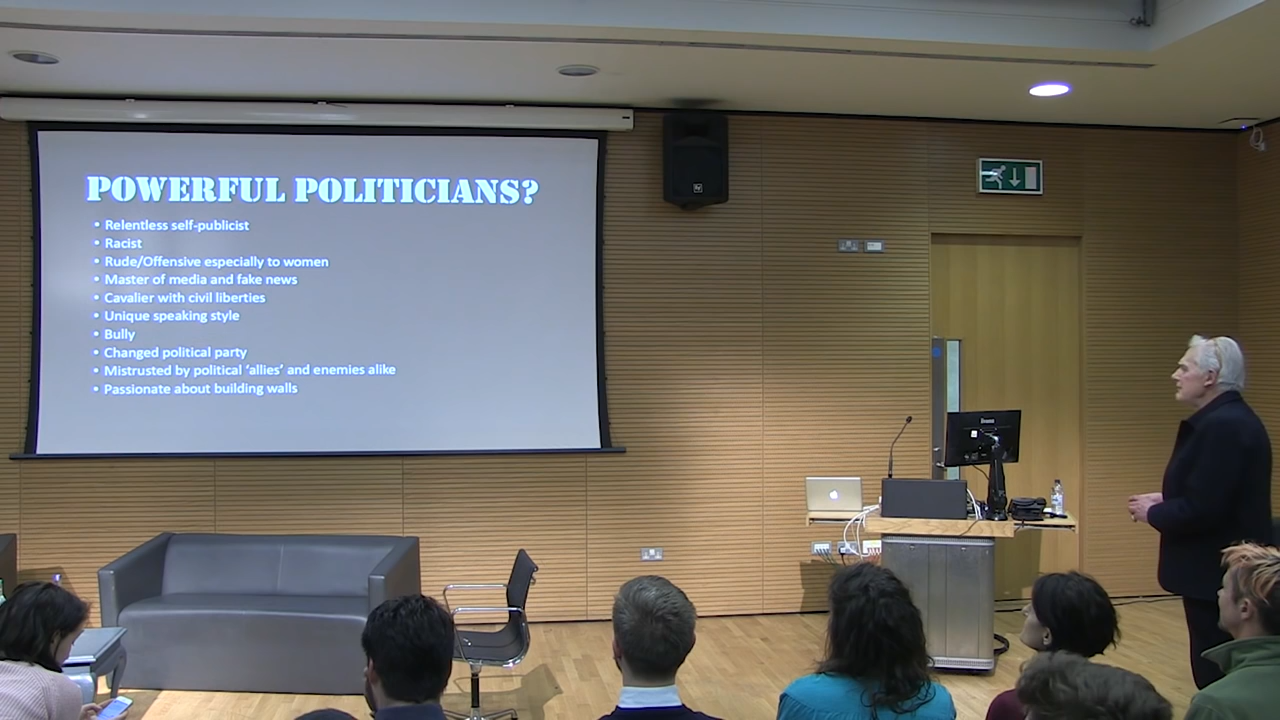 POWERFUL POLITICIANS?
• Relentless self-publicist
• Racist
• Rude/Offensive especially to women
• Master of media and fake news
• Cavalier with civil liberties
• Unique speaking style
• Bully
• Changed political party
• Mistrusted by political ‘allies’ and enemies alike
• Passionate about building walls